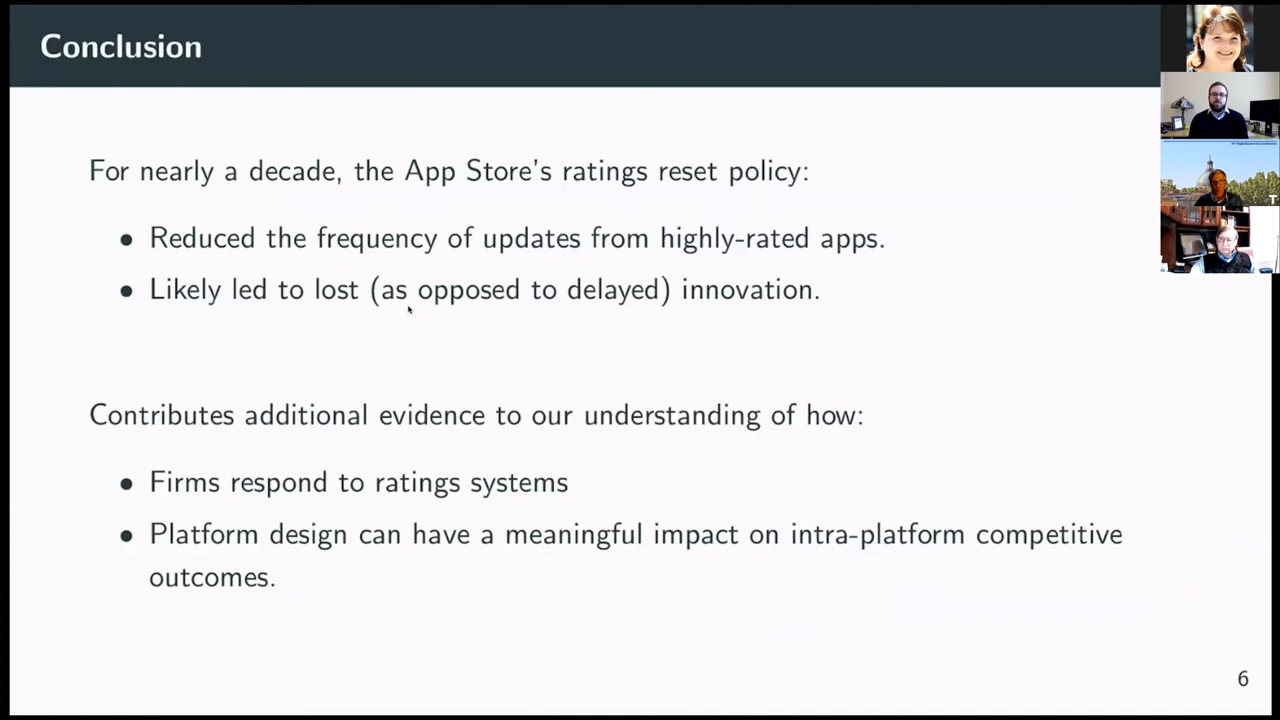 Conclusion
For nearly a decade, the App Store's ratings reset policy:
• Reduced the frequency of updates from highly-rated apps.
• Likely led to lost (as opposed to delayed) innovation.
Contributes additional evidence to our understanding of how:
• Firms respond to ratings systems
• Platform design can have a meaningful impact on intra-platform competitive
outcomes.
6